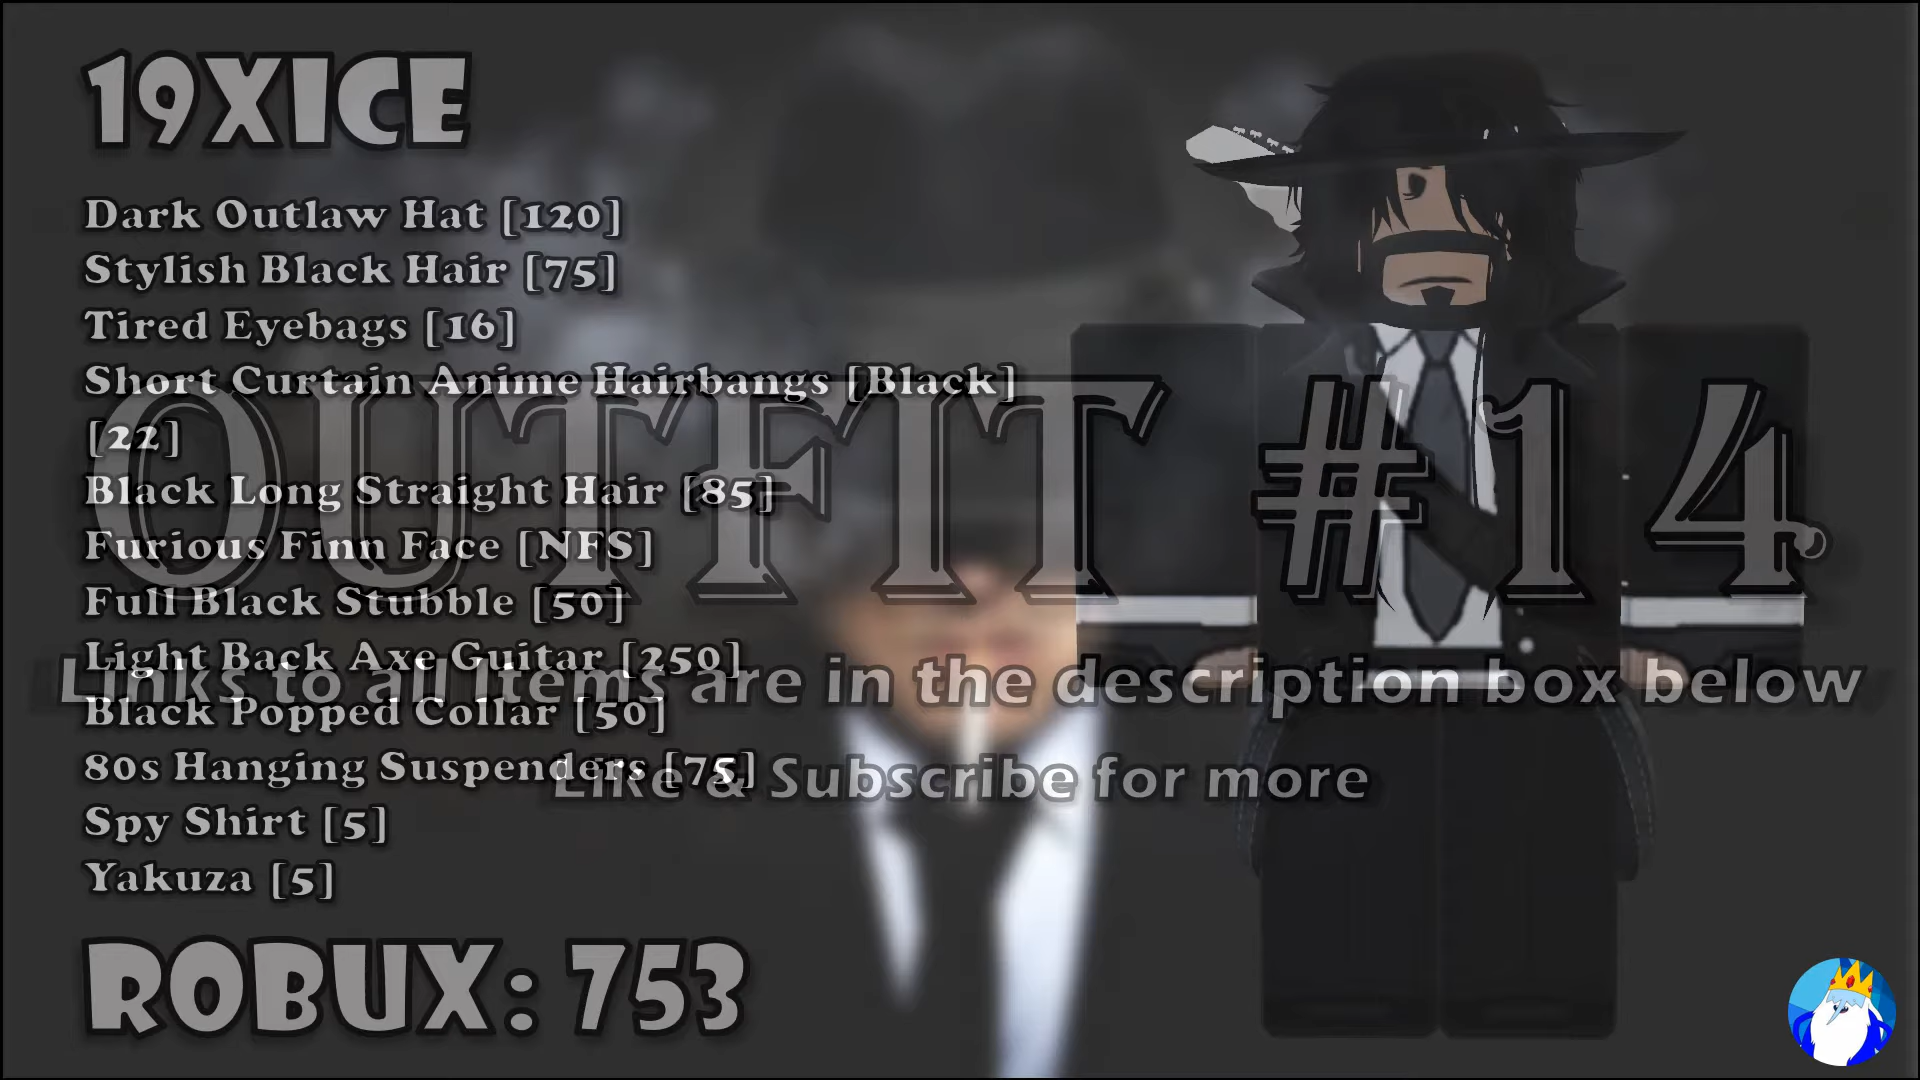 19XICE
Dark Outlaw Hat [120]
Stylish Black Hair [75]
Tired Eyebags [16]
Short Curtain Anime Hairbangs [Black]
[22]
Black Long Straight Hair [85]
Furious Finn Face [NFS]
Full Black Stubble [50]
Light Back Axe Guitar [250]
Black Popped Collar [50]
80s Hanging Suspenders [75]
Spy Shirt [5]
Yakuza [5]
ROBUX: 753
OUTFIT #14
Links to all items are in the description box below
Like & Subscribe for more